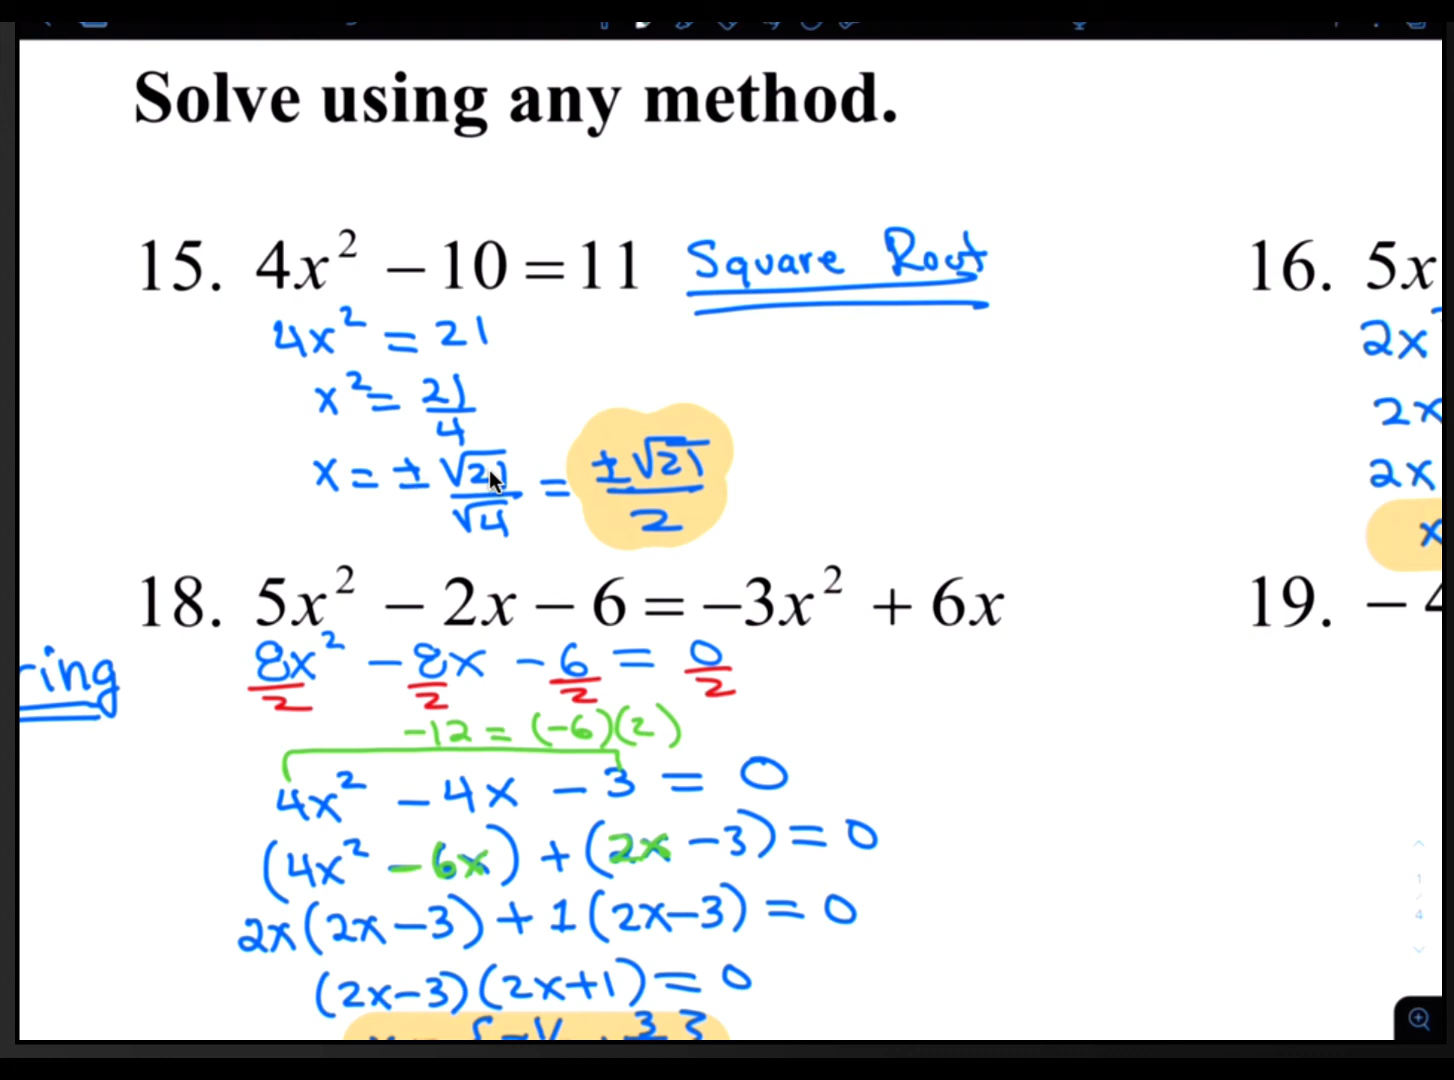 Solve using any method.
15. 4x² − 10 = 11 Square Root
4x² = 21
x² = 21/4
x = ± √21/√4 = ±√21/2
16. 5x
2x
2x
2x
x
18. 5x² − 2x − 6 = −3x² + 6x
19. − 4
ring
8x²/2 − 8x/2 − 6/2 = 0/2
−12 = (−6)(2)
4x² − 4x − 3 = 0
(4x² − 6x) + (2x − 3) = 0
2x(2x−3) + 1(2x−3) = 0
(2x−3)(2x+1) = 0
1
4